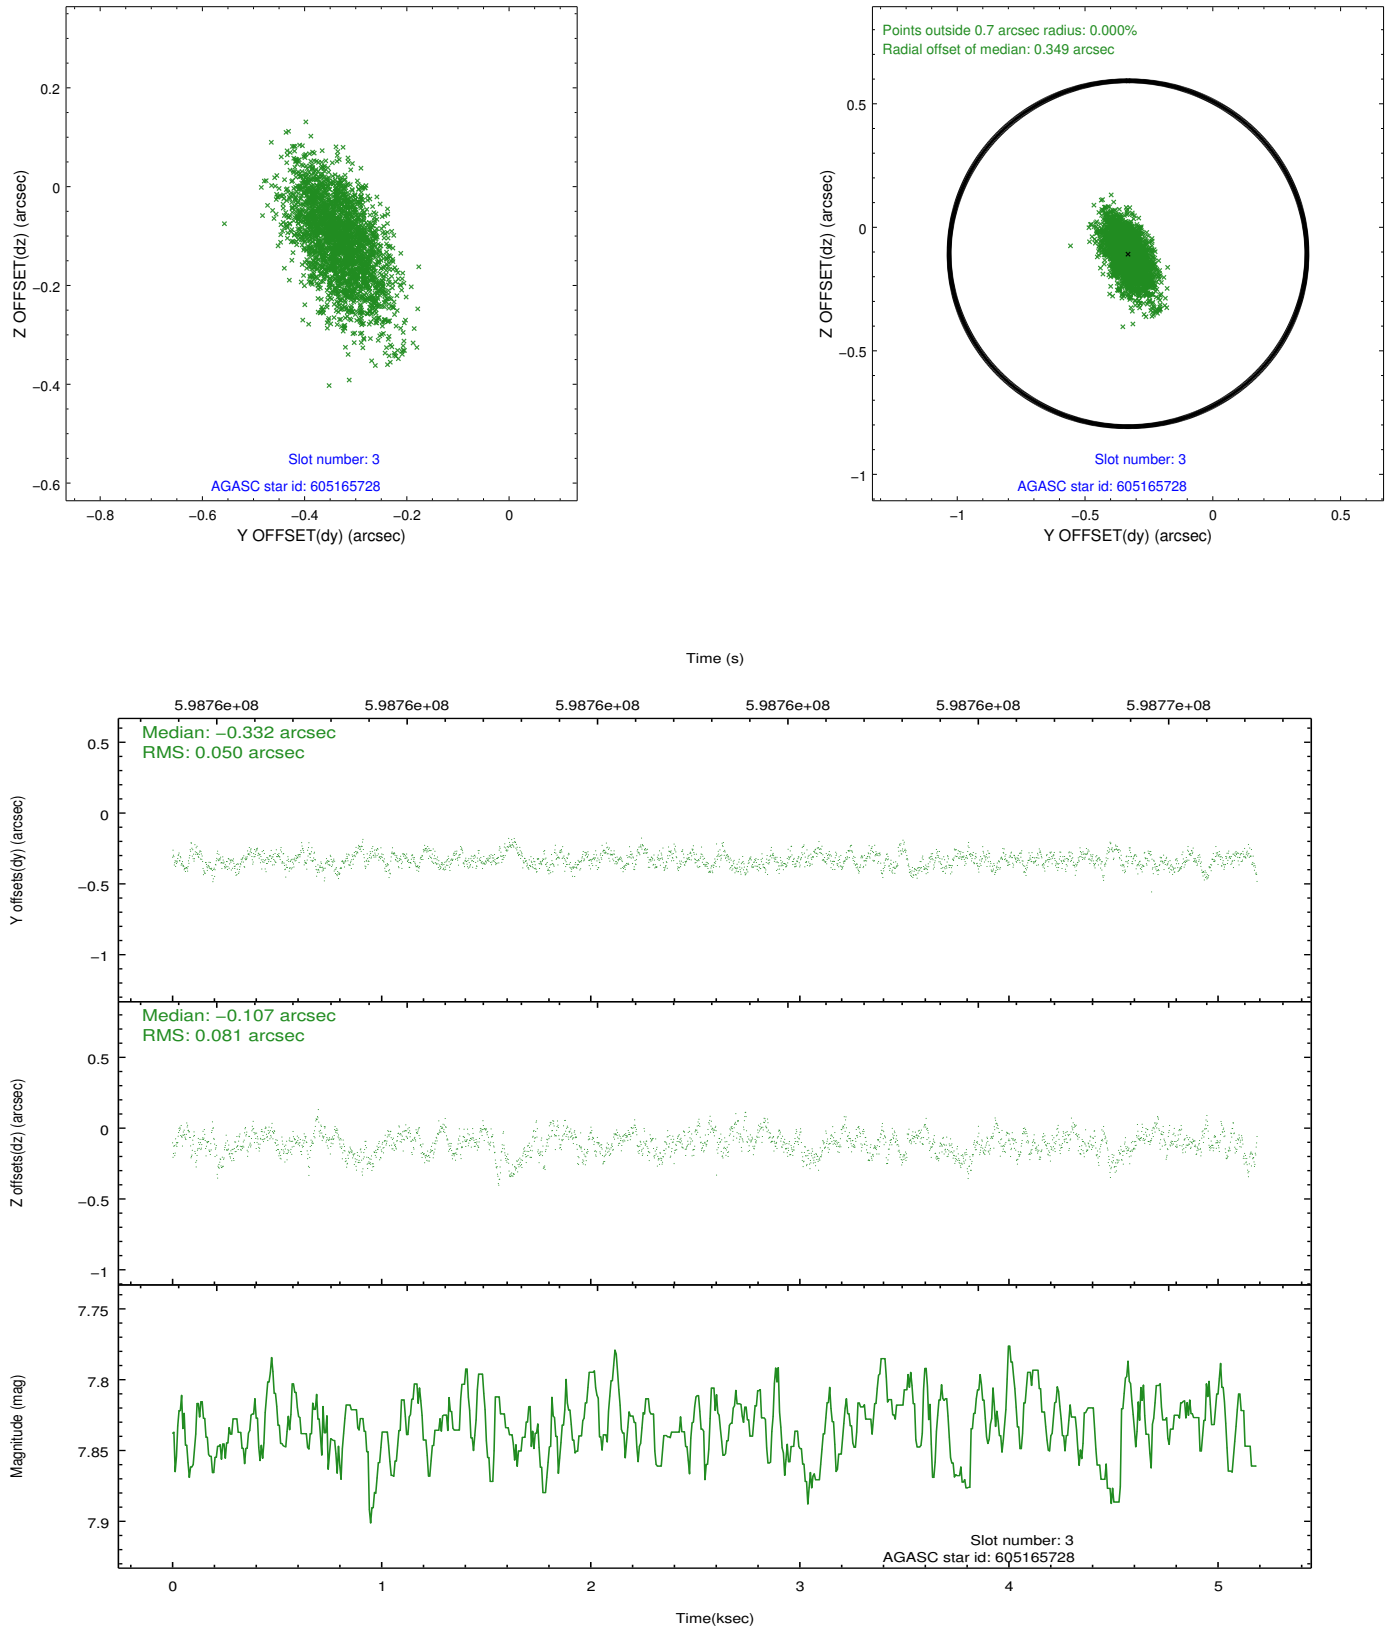 0.2
0
−0.2
−0.4
−0.6
Z OFFSET(dz) (arcsec)
Slot number: 3
AGASC star id: 605165728
−0.8
−0.6
−0.4
−0.2
0
Y OFFSET(dy) (arcsec)
Points outside 0.7 arcsec radius: 0.000%
Radial offset of median: 0.349 arcsec
0.5
0
−0.5
−1
Z OFFSET(dz) (arcsec)
Slot number: 3
AGASC star id: 605165728
−1
−0.5
0
0.5
Y OFFSET(dy) (arcsec)
Time (s)
5.9876e+08
5.9876e+08
5.9876e+08
5.9876e+08
5.9876e+08
5.9877e+08
Median: −0.332 arcsec
RMS: 0.050 arcsec
0.5
0
−0.5
−1
Y offsets(dy) (arcsec)
Median: −0.107 arcsec
RMS: 0.081 arcsec
0.5
0
−0.5
−1
Z offsets(dz) (arcsec)
7.75
7.8
7.85
7.9
Magnitude (mag)
Slot number: 3
AGASC star id: 605165728
0
1
2
3
4
5
Time(ksec)